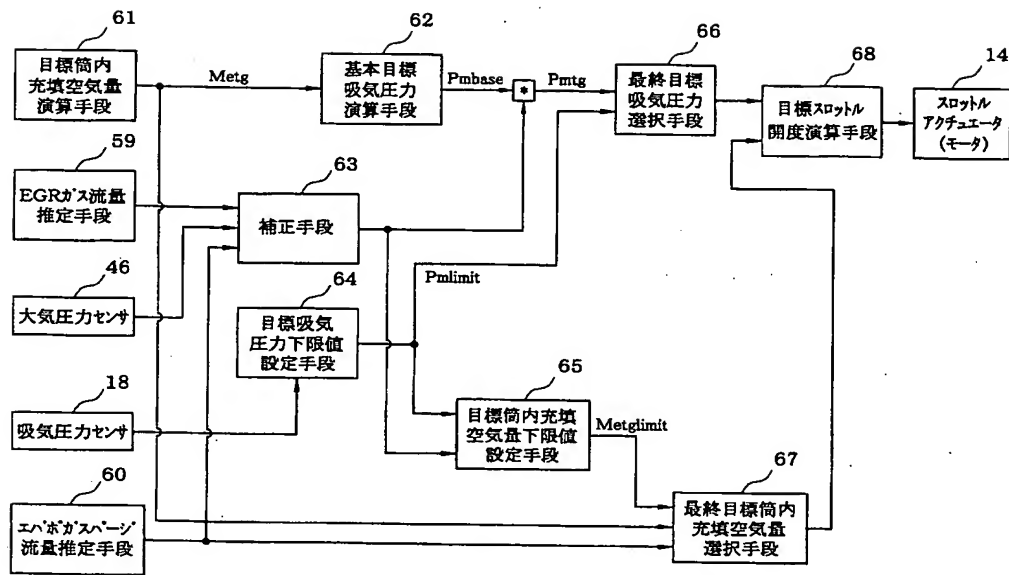 61
目標筒内
充填空気量
演算手段
Metg
62
基本目標
吸気圧力
演算手段
Pmbase
*
Pmtg
66
最終目標
吸気圧力
選択手段
68
目標スロットル
開度演算手段
14
スロットル
アクチュエータ
(モータ)
59
EGRガス流量
推定手段
63
補正手段
46
大気圧力センサ
64
目標吸気
圧力下限値
設定手段
Pmlimit
18
吸気圧力センサ
65
目標筒内充填
空気量下限値
設定手段
Metglimit
60
エバポガスパージ
流量推定手段
67
最終目標筒内
充填空気量
選択手段